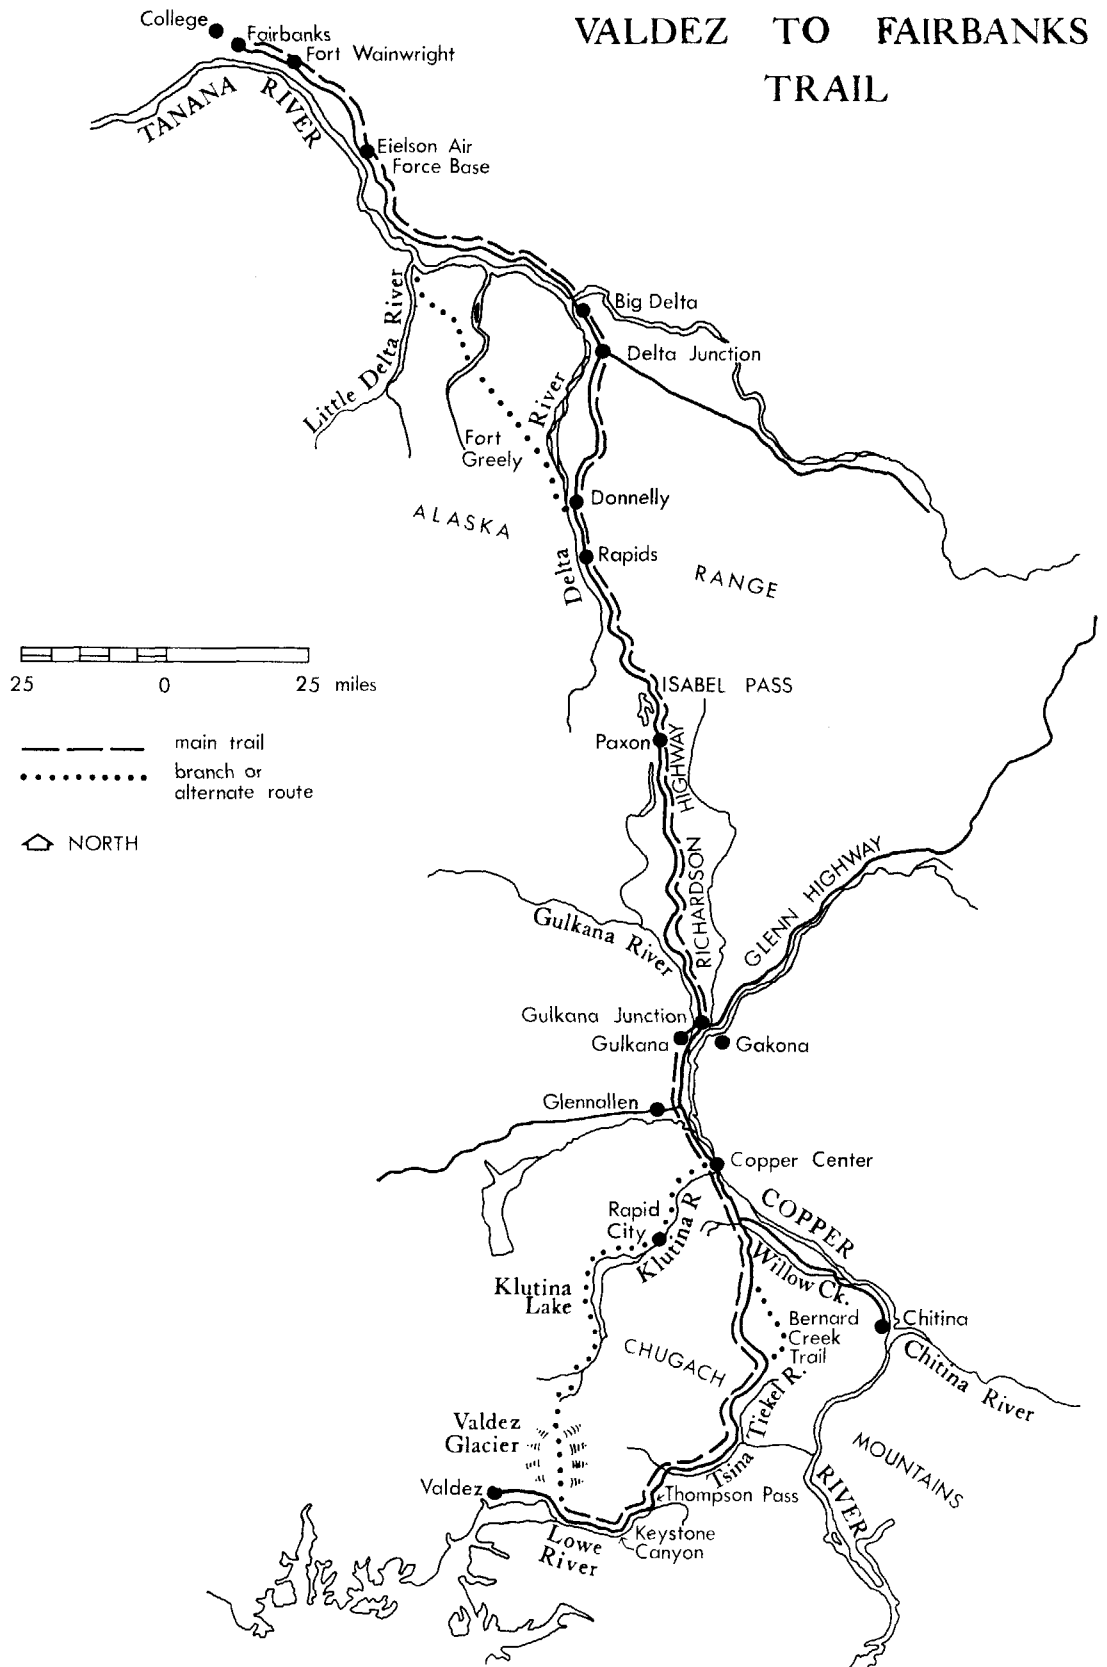 VALDEZ TO FAIRBANKS
TRAIL
College
Fairbanks
Fort Wainwright
TANANA RIVER
Eielson Air
Force Base
Little Delta River
Big Delta
Delta Junction
River
Fort
Greely
Donnelly
ALASKA
Rapids
Delta
RANGE
25 0 25 miles
ISABEL PASS
main trail
branch or
alternate route
Paxon
NORTH
HIGHWAY
RICHARDSON
GLENN HIGHWAY
Gulkana River
Gulkana Junction
Gulkana
Gakona
Glennallen
Copper Center
COPPER
Rapid
City
Klutina R
Willow Ck.
Klutina
Lake
Bernard
Creek
Trail
Chitina
Chitina River
CHUGACH
Tiekel R.
Valdez
Glacier
Tsina
MOUNTAINS
Valdez
Thompson Pass
RIVER
Lowe
River
Keystone
Canyon